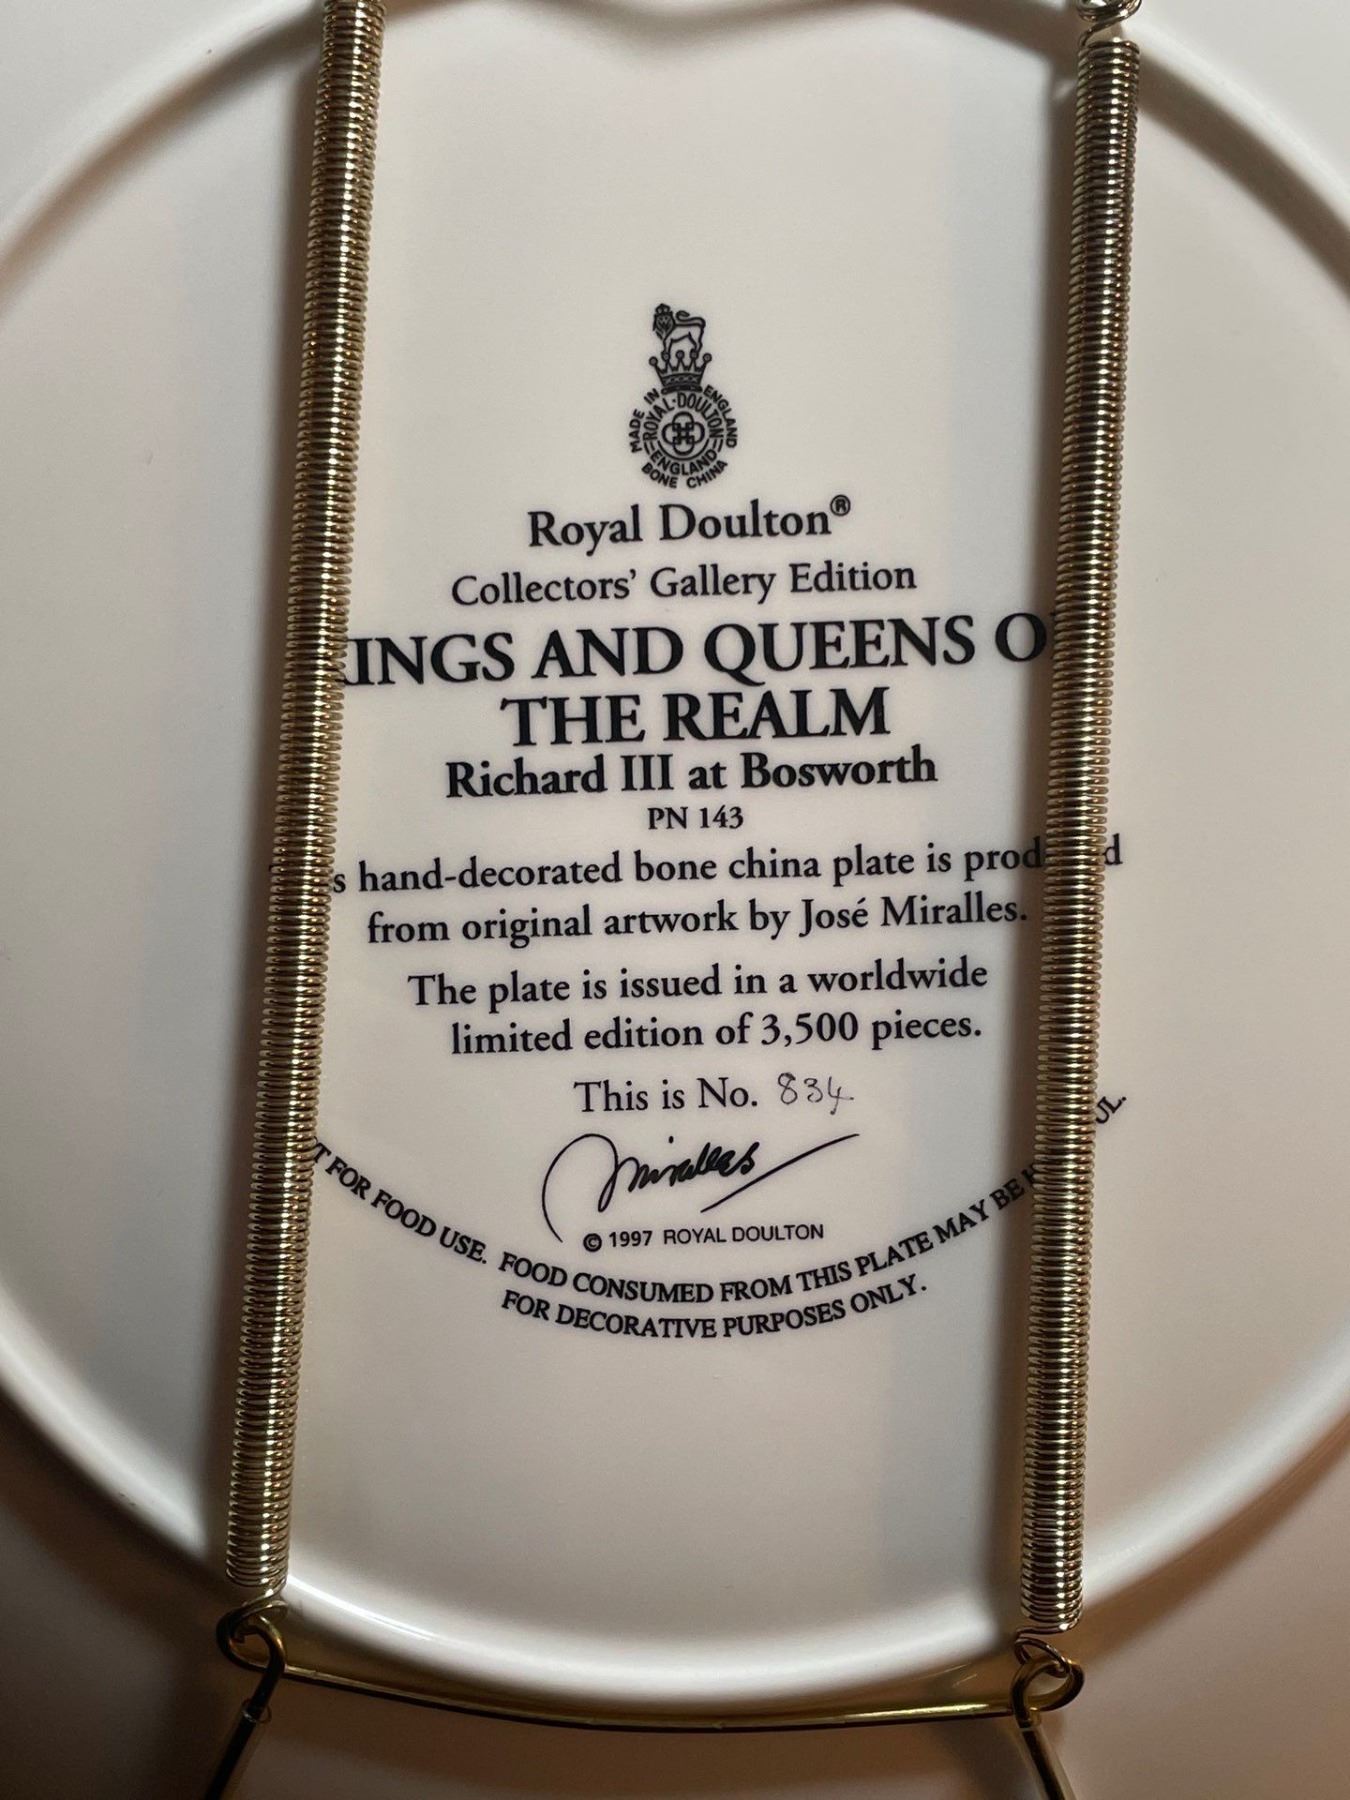 MADE IN ENGLAND
ROYAL·DOULTON
ENGLAND
BONE CHINA
Royal Doulton®
Collectors' Gallery Edition
INGS AND QUEENS O
THE REALM
Richard III at Bosworth
PN 143
s hand-decorated bone china plate is prod d
from original artwork by José Miralles.
The plate is issued in a worldwide
limited edition of 3,500 pieces.
This is No. 834
Miralles
© 1997 ROYAL DOULTON
T FOR FOOD USE. FOOD CONSUMED FROM THIS PLATE MAY BE H UL.
FOR DECORATIVE PURPOSES ONLY.